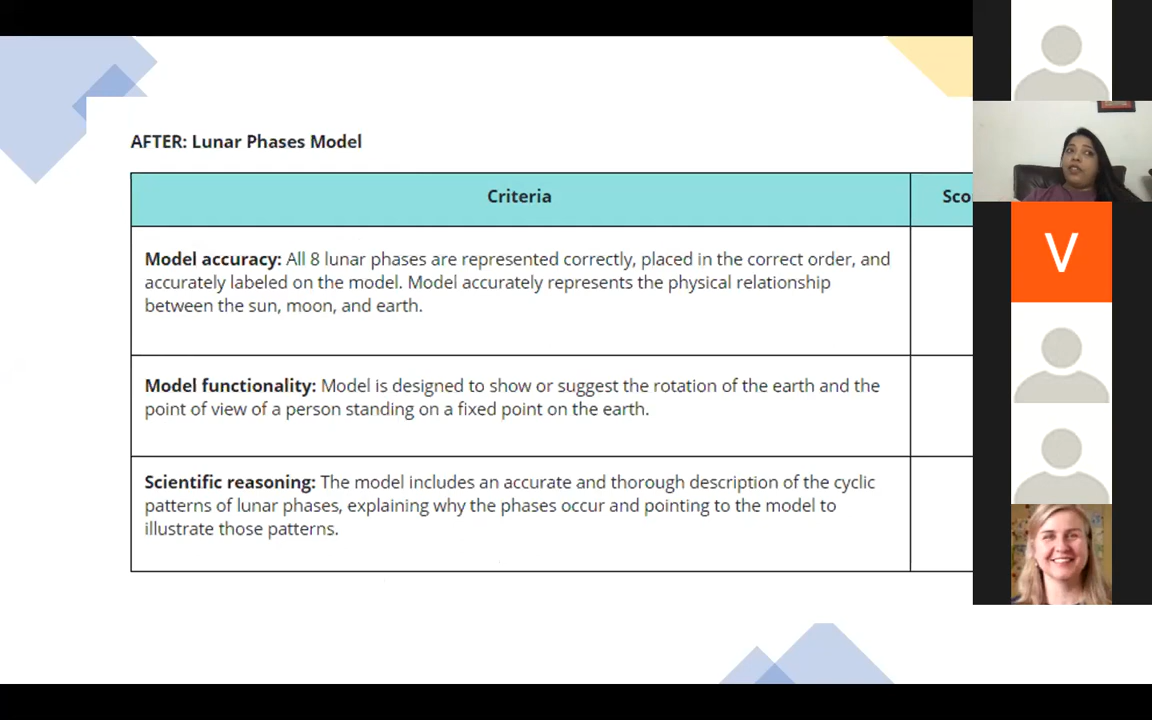 AFTER: Lunar Phases Model
Criteria
Sco
Model accuracy: All 8 lunar phases are represented correctly, placed in the correct order, and
accurately labeled on the model. Model accurately represents the physical relationship
between the sun, moon, and earth.
Model functionality: Model is designed to show or suggest the rotation of the earth and the
point of view of a person standing on a fixed point on the earth.
Scientific reasoning: The model includes an accurate and thorough description of the cyclic
patterns of lunar phases, explaining why the phases occur and pointing to the model to
illustrate those patterns.
V